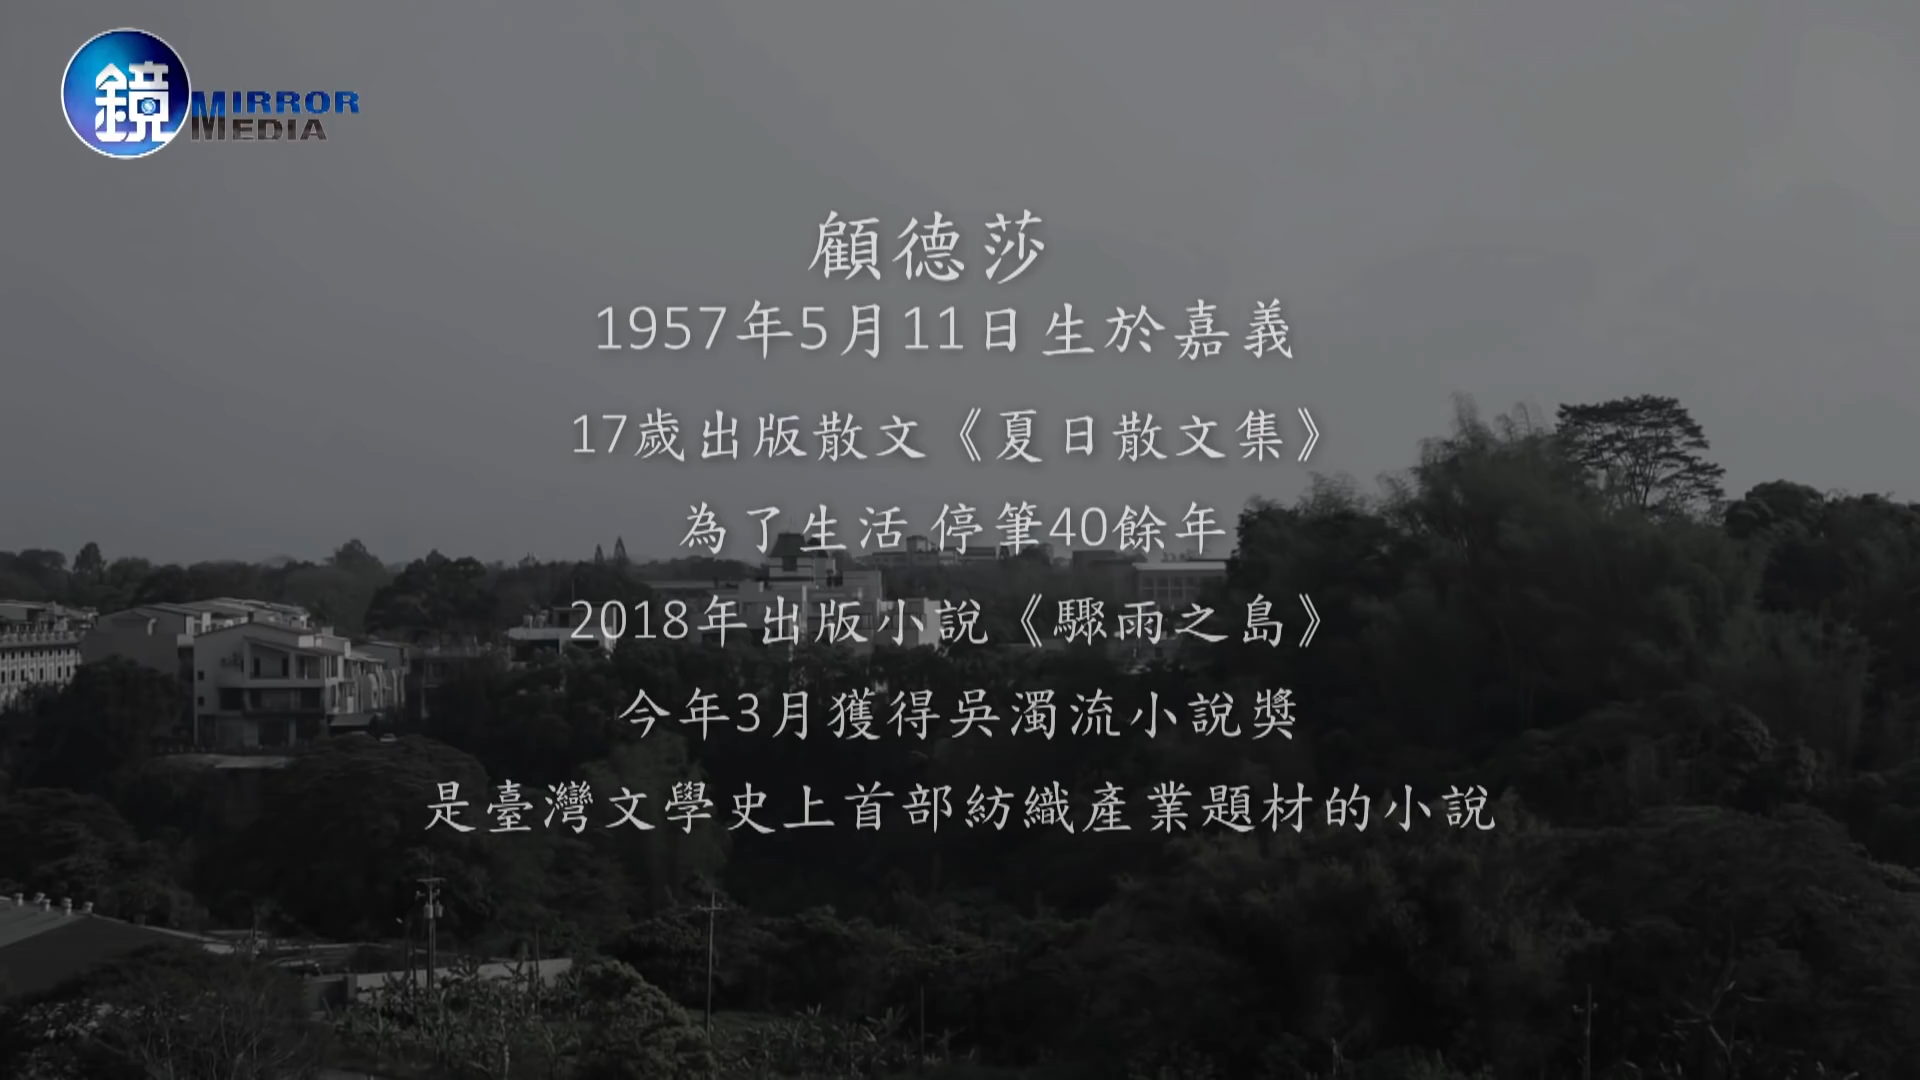 鏡 MIRROR MEDIA
顧德莎
1957年5月11日生於嘉義
17歲出版散文《夏日散文集》
為了生活 停筆40餘年
2018年出版小說《驟雨之島》
今年3月獲得吳濁流小說獎
是臺灣文學史上首部紡織產業題材的小說